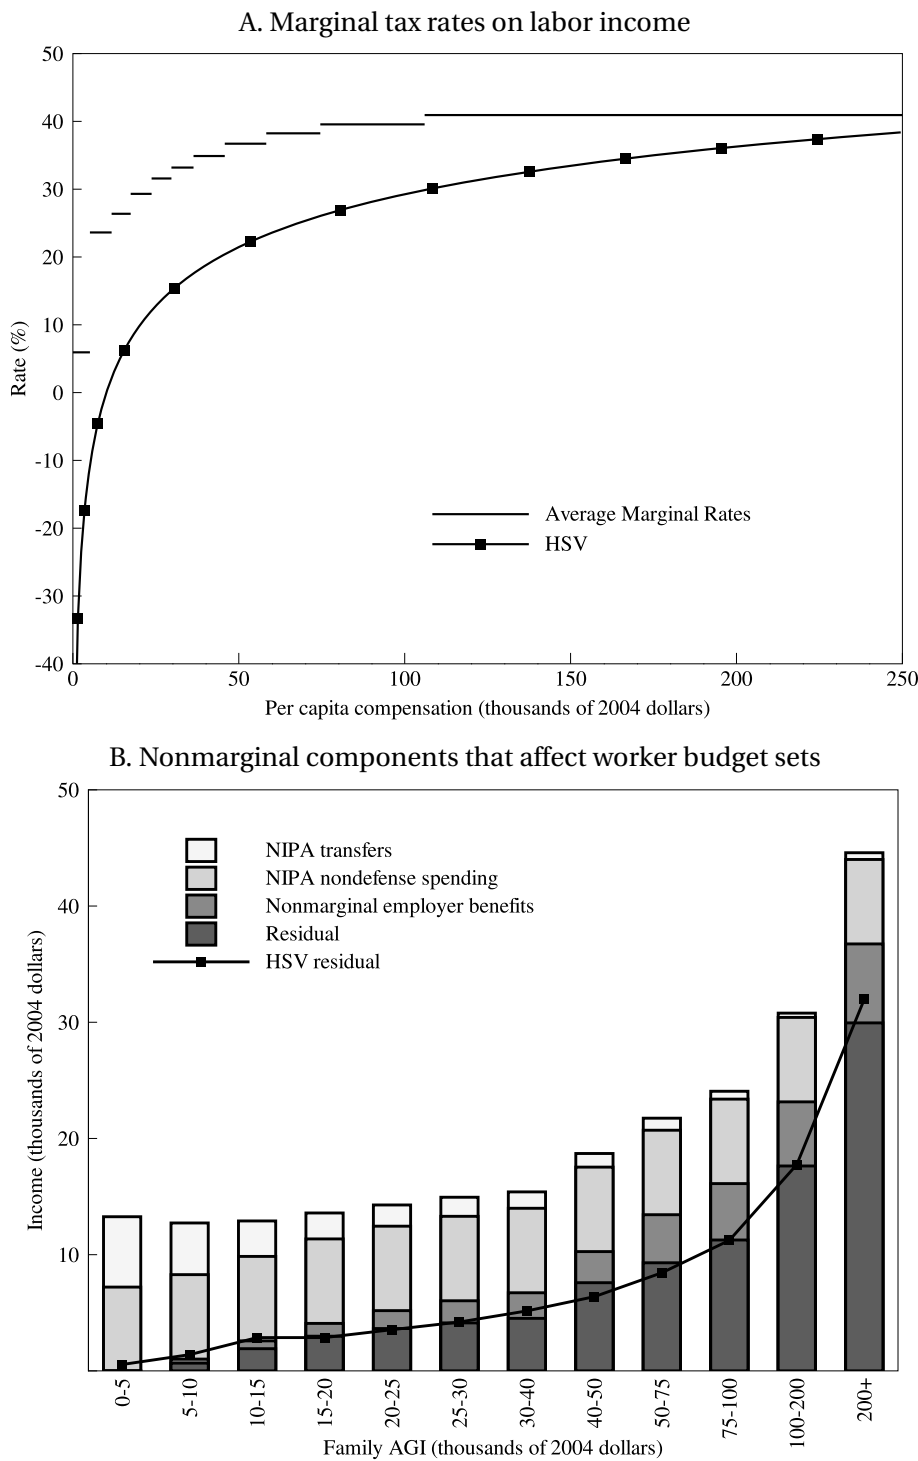 A. Marginal tax rates on labor income
50
40
30
20
10
0
-10
-20
-30
-40
Rate (%)
Average Marginal Rates
HSV
0 50 100 150 200 250
Per capita compensation (thousands of 2004 dollars)
B. Nonmarginal components that affect worker budget sets
50
40
30
20
10
Income (thousands of 2004 dollars)
NIPA transfers
NIPA nondefense spending
Nonmarginal employer benefits
Residual
HSV residual
0-5 5-10 10-15 15-20 20-25 25-30 30-40 40-50 50-75 75-100 100-200 200+
Family AGI (thousands of 2004 dollars)